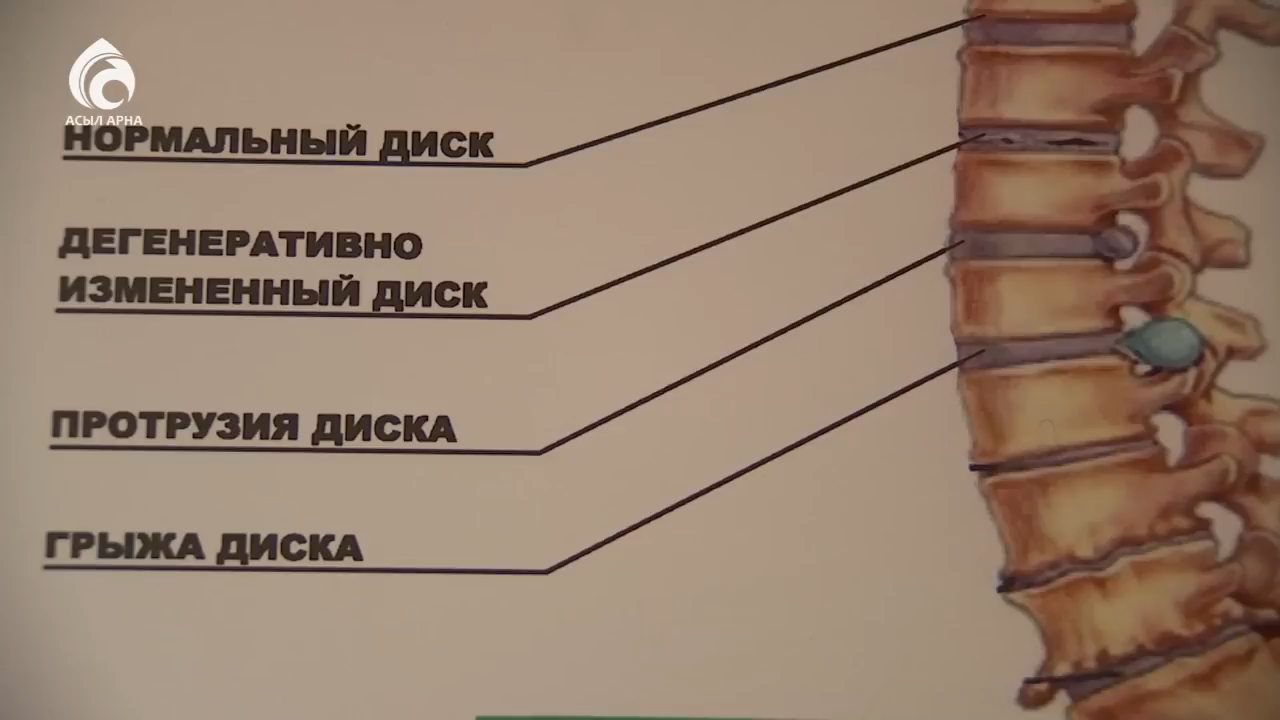 АСЫЛ АРНА
НОРМАЛЬНЫЙ ДИСК
ДЕГЕНЕРАТИВНО
ИЗМЕНЕННЫЙ ДИСК
ПРОТРУЗИЯ ДИСКА
ГРЫЖА ДИСКА